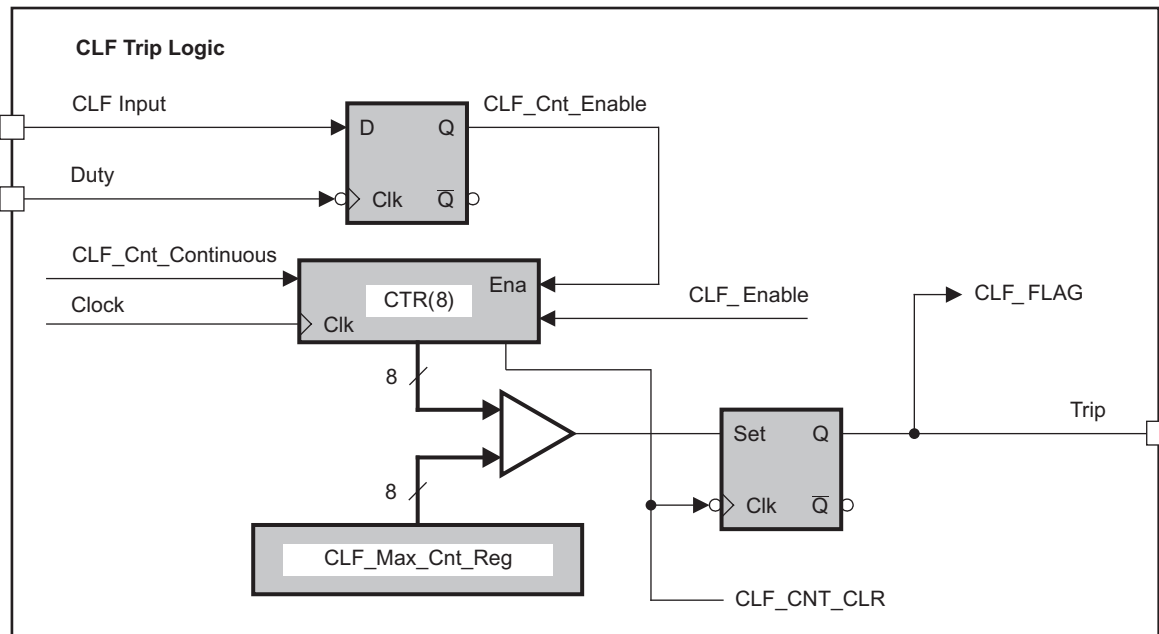 CLF Trip Logic
CLF Input
CLF_Cnt_Enable
D Q
Duty
Clk Q̅
CLF_Cnt_Continuous
Ena
CLF_Enable
CLF_FLAG
CTR(8)
Clock
Clk
8
Trip
Set Q
8
Clk Q̅
CLF_Max_Cnt_Reg
CLF_CNT_CLR